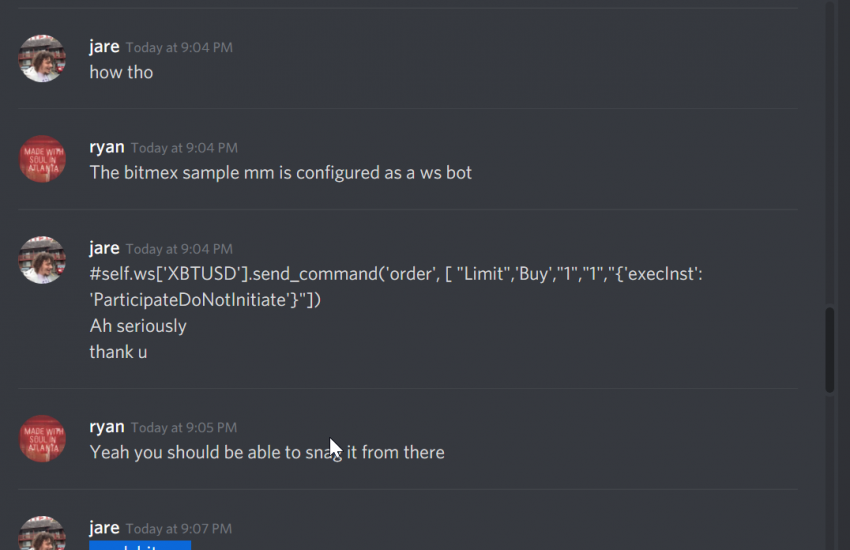 jare Today at 9:04 PM
how tho
MADE WITH
SOUL IN
ATLANTA
ryan Today at 9:04 PM
The bitmex sample mm is configured as a ws bot
jare Today at 9:04 PM
#self.ws['XBTUSD'].send_command('order', [ "Limit",'Buy',"1","1","{'execInst':
'ParticipateDoNotInitiate'}"])
Ah seriously
thank u
MADE WITH
SOUL IN
ATLANTA
ryan Today at 9:05 PM
Yeah you should be able to snag it from there
jare Today at 9:07 PM